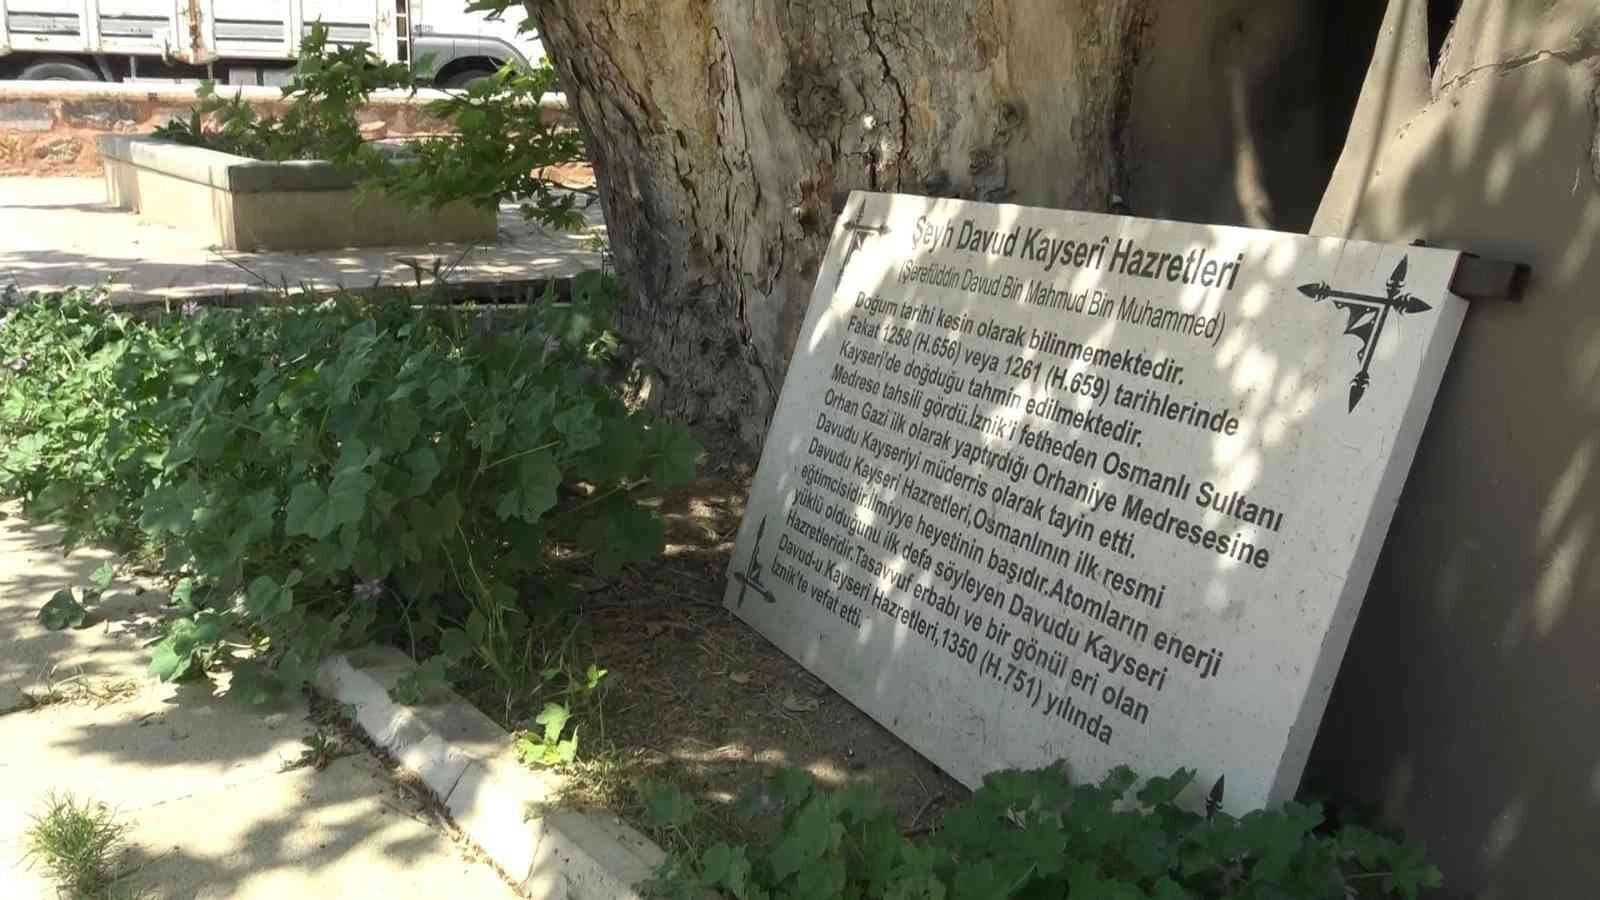 Şeyh Davud Kayserî Hazretleri
(Şerefüddin Davud Bin Mahmud Bin Muhammed)
Doğum tarihi kesin olarak bilinmemektedir.
Fakat 1258 (H.656) veya 1261 (H.659) tarihlerinde
Kayseri'de doğduğu tahmin edilmektedir.
Medrese tahsili gördü.İznik'i fetheden Osmanlı Sultanı
Orhan Gazi ilk olarak yaptırdığı Orhaniye Medresesine
Davudu Kayseriyi müderris olarak tayin etti.
Davudu Kayseri Hazretleri,Osmanlının ilk resmi
eğtimcisidir.İlmiyye heyetinin başıdır.Atomların enerji
yüklü olduğunu ilk defa söyleyen Davudu Kayseri
Hazretleridir.Tasavvuf erbabı ve bir gönül eri olan
Davud-u Kayseri Hazretleri,1350 (H.751) yılında
İznik'te vefat etti.